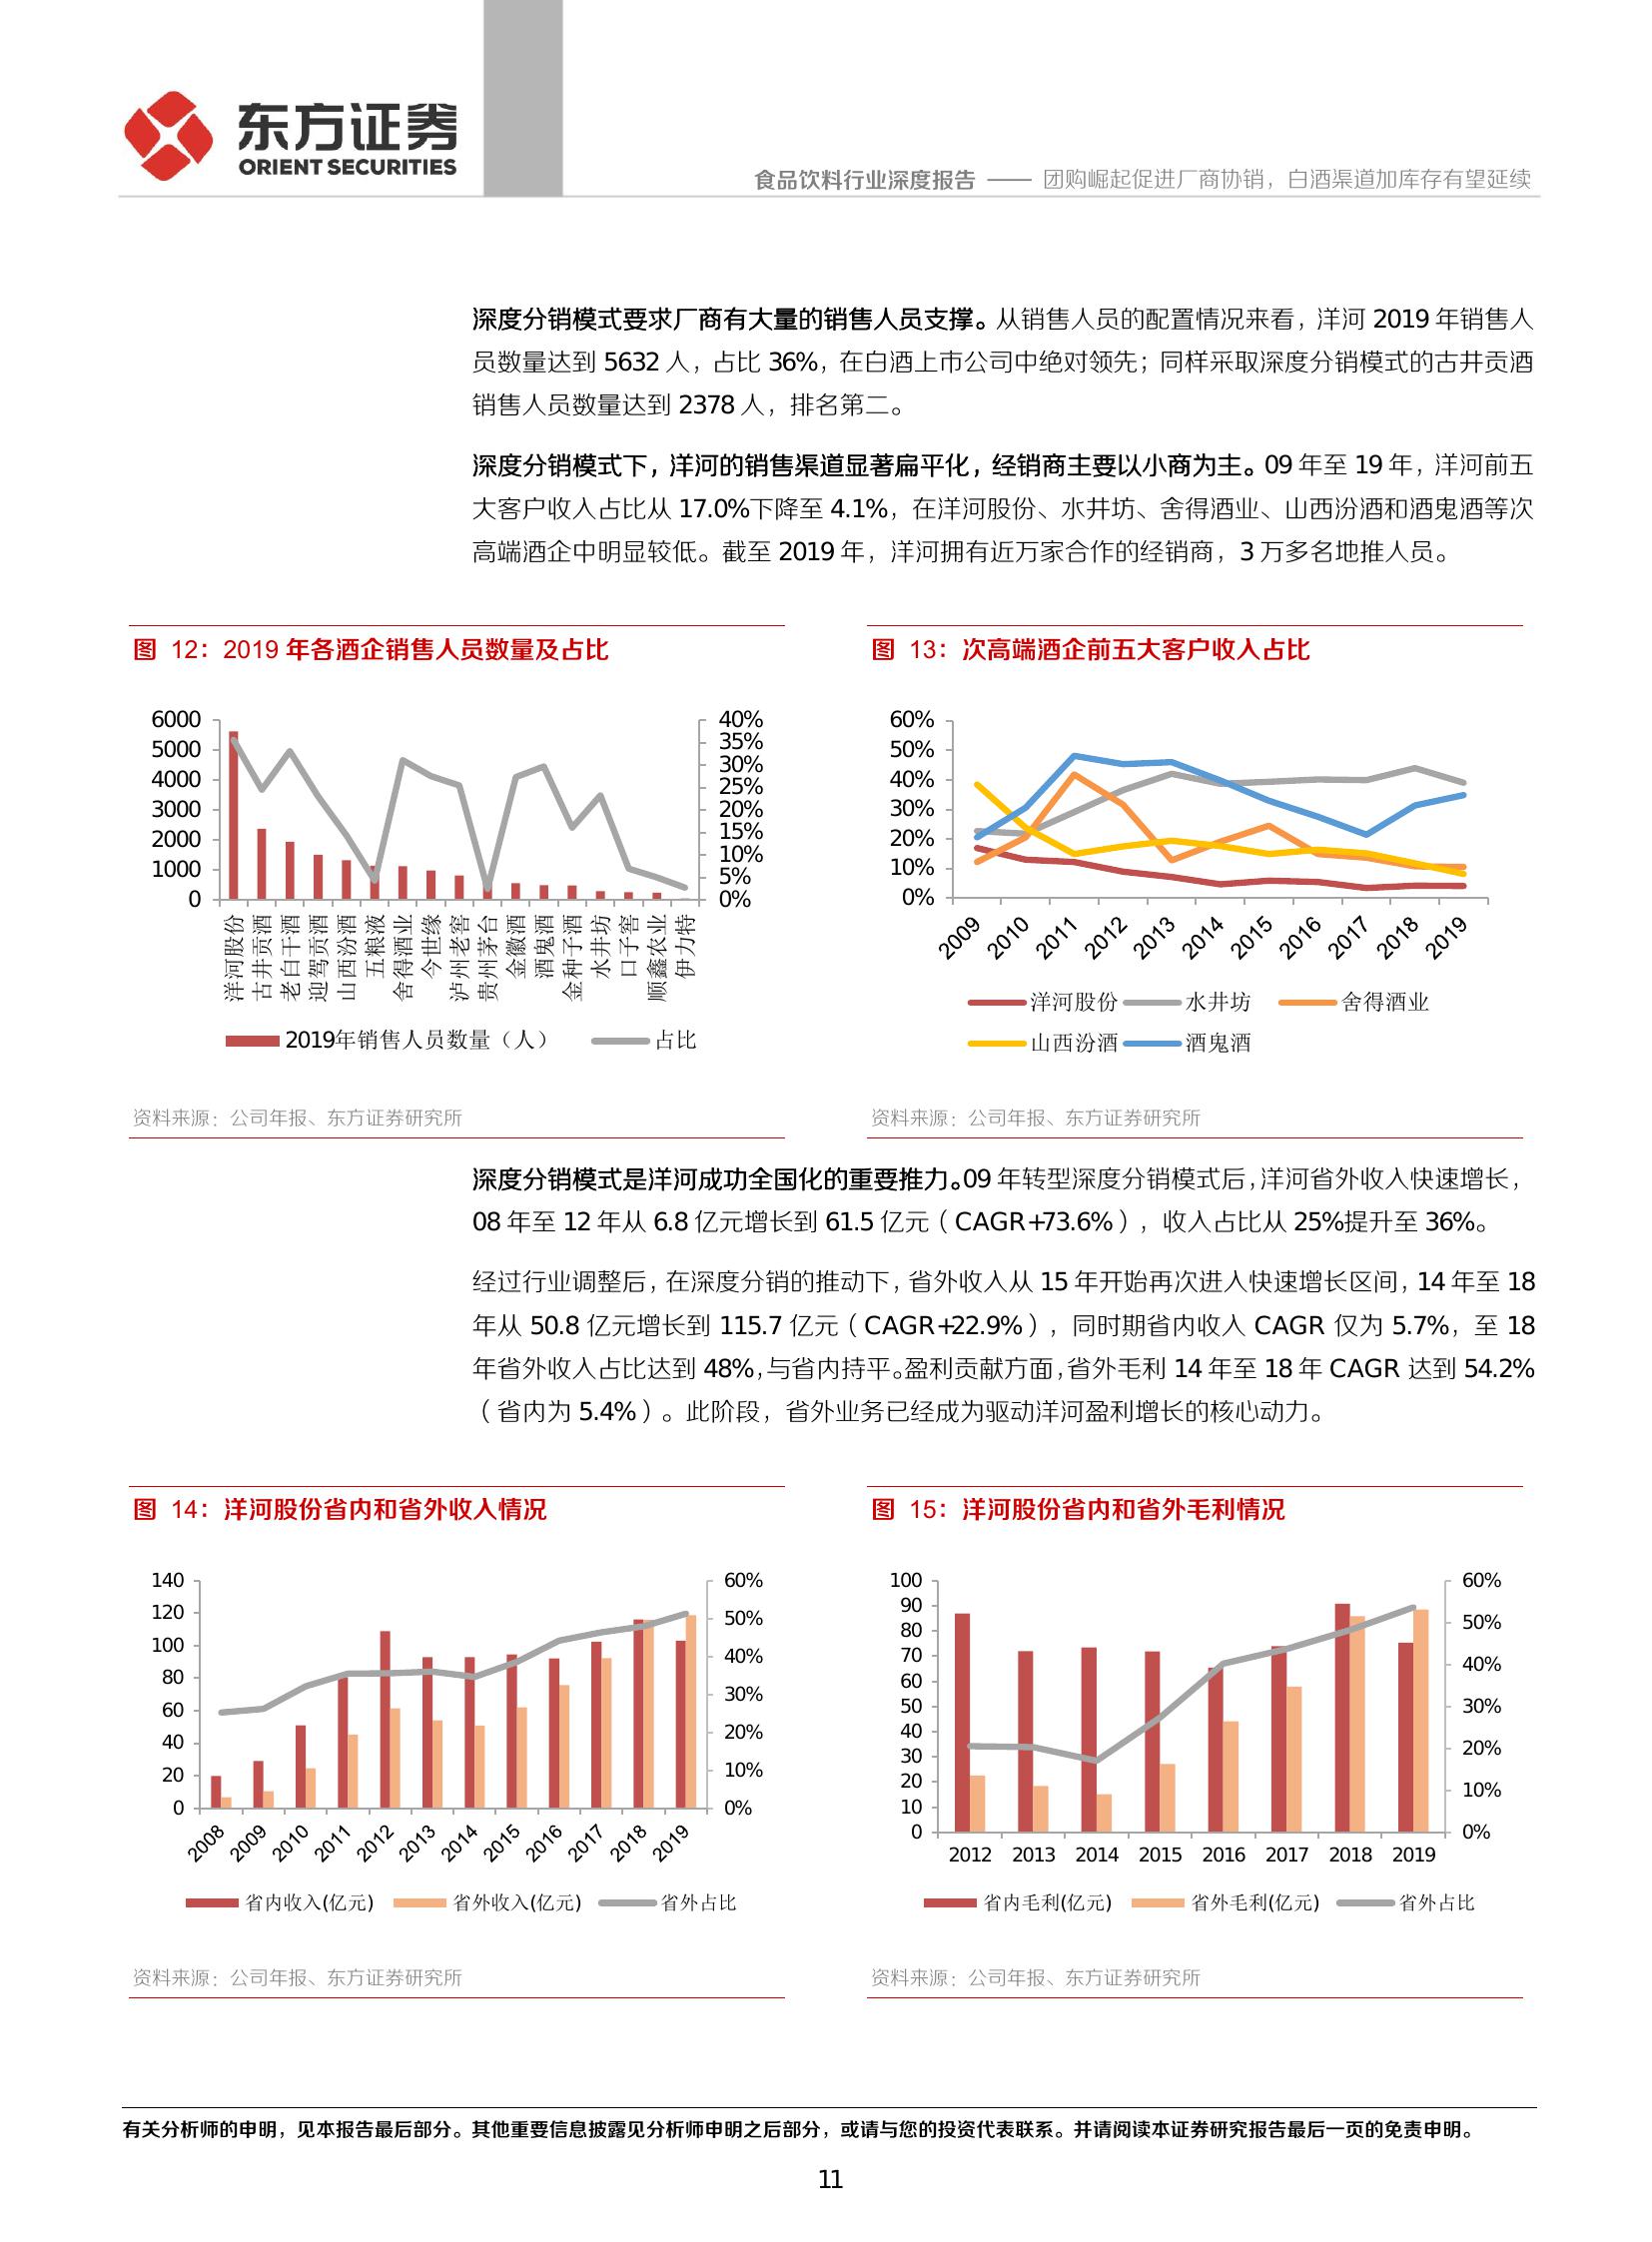 东方证券
ORIENT SECURITIES
食品饮料行业深度报告 —— 团购崛起促进厂商协销，白酒渠道加库存有望延续
深度分销模式要求厂商有大量的销售人员支撑。从销售人员的配置情况来看，洋河 2019 年销售人
员数量达到 5632 人，占比 36%，在白酒上市公司中绝对领先；同样采取深度分销模式的古井贡酒
销售人员数量达到 2378 人，排名第二。
深度分销模式下，洋河的销售渠道显著扁平化，经销商主要以小商为主。09 年至 19 年，洋河前五
大客户收入占比从 17.0%下降至 4.1%，在洋河股份、水井坊、舍得酒业、山西汾酒和酒鬼酒等次
高端酒企中明显较低。截至 2019 年，洋河拥有近万家合作的经销商，3 万多名地推人员。
图 12：2019 年各酒企销售人员数量及占比
6000
5000
4000
3000
2000
1000
0
40%
35%
30%
25%
20%
15%
10%
5%
0%
洋河股份
古井贡酒
老白干酒
迎驾贡酒
山西汾酒
五粮液
舍得酒业
今世缘
泸州老窖
贵州茅台
金徽酒
酒鬼酒
金种子酒
水井坊
口子窖
顺鑫农业
伊力特
2019年销售人员数量（人） 占比
资料来源：公司年报、东方证券研究所
图 13：次高端酒企前五大客户收入占比
60%
50%
40%
30%
20%
10%
0%
2009 2010 2011 2012 2013 2014 2015 2016 2017 2018 2019
洋河股份 水井坊 舍得酒业
山西汾酒 酒鬼酒
资料来源：公司年报、东方证券研究所
深度分销模式是洋河成功全国化的重要推力。09 年转型深度分销模式后，洋河省外收入快速增长，
08 年至 12 年从 6.8 亿元增长到 61.5 亿元（CAGR+73.6%），收入占比从 25%提升至 36%。
经过行业调整后，在深度分销的推动下，省外收入从 15 年开始再次进入快速增长区间，14 年至 18
年从 50.8 亿元增长到 115.7 亿元（CAGR+22.9%），同时期省内收入 CAGR 仅为 5.7%，至 18
年省外收入占比达到 48%，与省内持平。盈利贡献方面，省外毛利 14 年至 18 年 CAGR 达到 54.2%
（省内为 5.4%）。此阶段，省外业务已经成为驱动洋河盈利增长的核心动力。
图 14：洋河股份省内和省外收入情况
140
120
100
80
60
40
20
0
60%
50%
40%
30%
20%
10%
0%
2008 2009 2010 2011 2012 2013 2014 2015 2016 2017 2018 2019
省内收入(亿元) 省外收入(亿元) 省外占比
资料来源：公司年报、东方证券研究所
图 15：洋河股份省内和省外毛利情况
100
90
80
70
60
50
40
30
20
10
0
60%
50%
40%
30%
20%
10%
0%
2012 2013 2014 2015 2016 2017 2018 2019
省内毛利(亿元) 省外毛利(亿元) 省外占比
资料来源：公司年报、东方证券研究所
有关分析师的申明，见本报告最后部分。其他重要信息披露见分析师申明之后部分，或请与您的投资代表联系。并请阅读本证券研究报告最后一页的免责申明。
11